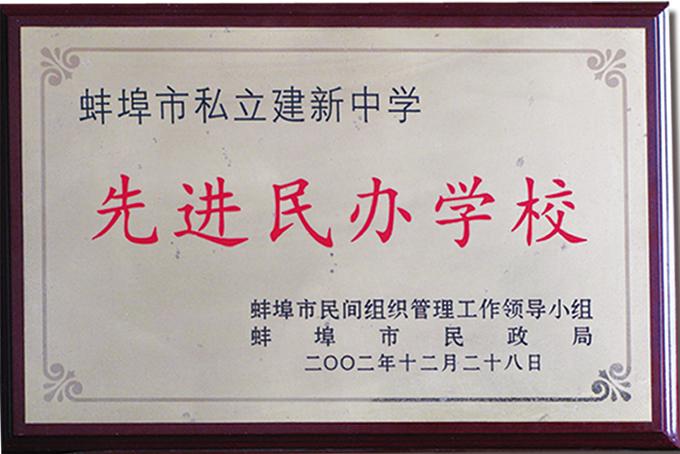 蚌埠市私立建新中学
先进民办学校
蚌埠市民间组织管理工作领导小组
蚌埠市民政局
二〇〇二年十二月二十八日